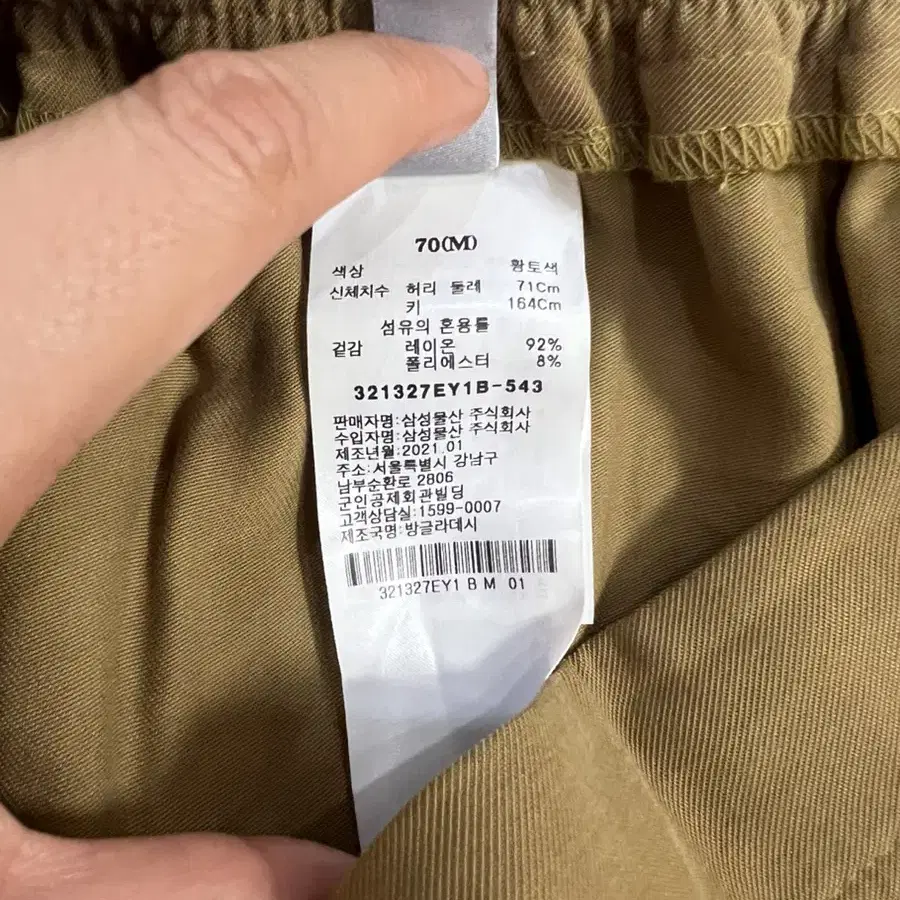 70(M)
색상 황토색
신체치수 허리 둘레 71Cm
키 164Cm
섬유의 혼용률
겉감 레이온 92%
폴리에스터 8%
321327EY1B-543
판매자명:삼성물산 주식회사
수입자명:삼성물산 주식회사
제조년월:2021.01
주소:서울특별시 강남구
남부순환로 2806
군인공제회관빌딩
고객상담실:1599-0007
제조국명:방글라데시
321327EY1 B M 01